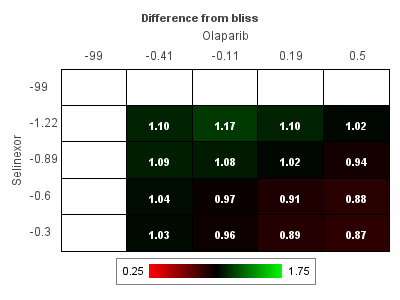 Difference from bliss
Olaparib
-99 -0.41 -0.11 0.19 0.5
Selinexor
-99
-1.22 1.10 1.17 1.10 1.02
-0.89 1.09 1.08 1.02 0.94
-0.6 1.04 0.97 0.91 0.88
-0.3 1.03 0.96 0.89 0.87
0.25 1.75